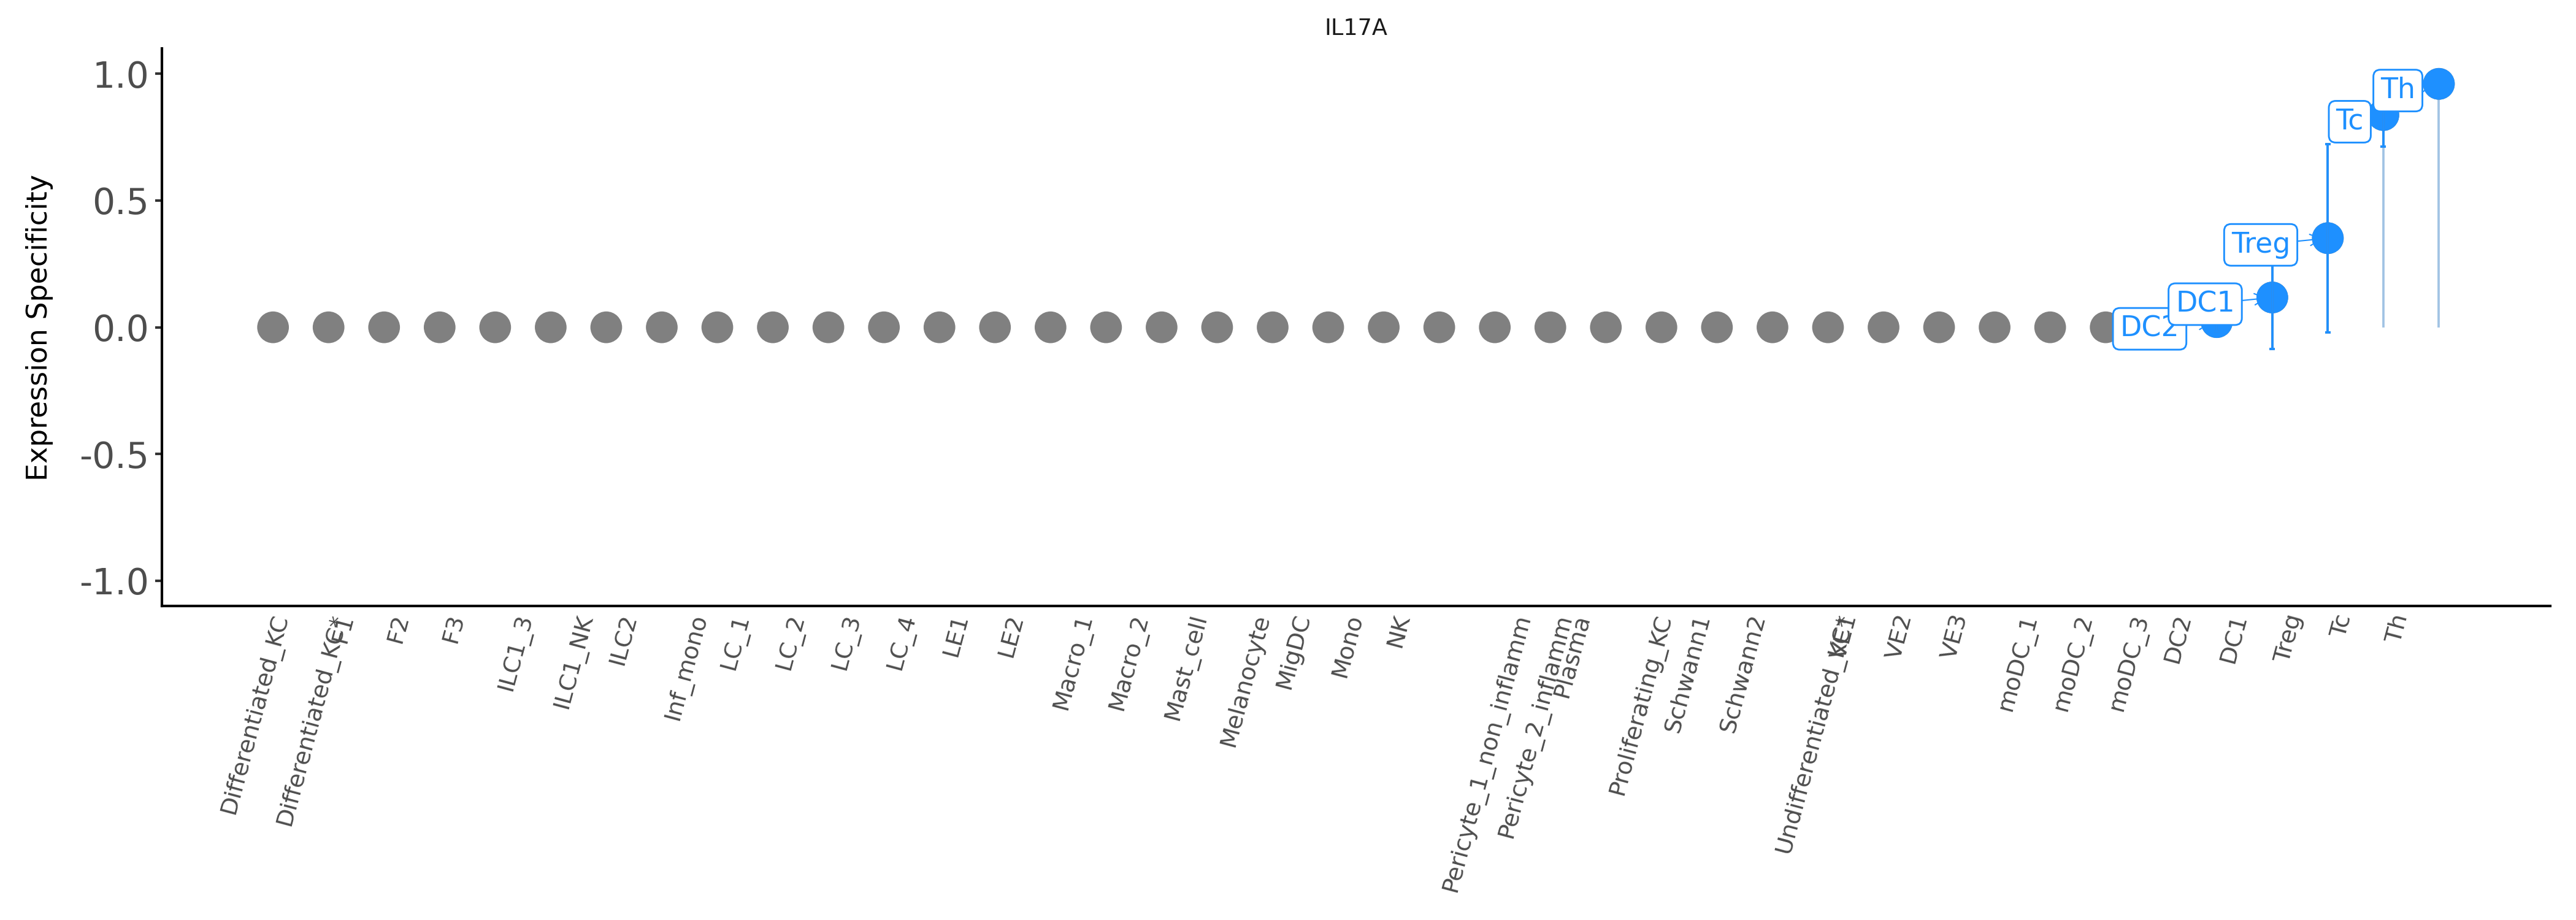 IL17A
Expression Specificity
1.0
0.5
0.0
-0.5
-1.0
Th
Tc
Treg
DC1
DC2
Differentiated_KC
Differentiated_KC*
F1
F2
F3
ILC1_3
ILC1_NK
ILC2
Inf_mono
LC_1
LC_2
LC_3
LC_4
LE1
LE2
Macro_1
Macro_2
Mast_cell
Melanocyte
MigDC
Mono
NK
Pericyte_1_non_inflamm
Pericyte_2_inflamm
Plasma
Proliferating_KC
Schwann1
Schwann2
Undifferentiated_KC*
VE1
VE2
VE3
moDC_1
moDC_2
moDC_3
DC2
DC1
Treg
Tc
Th